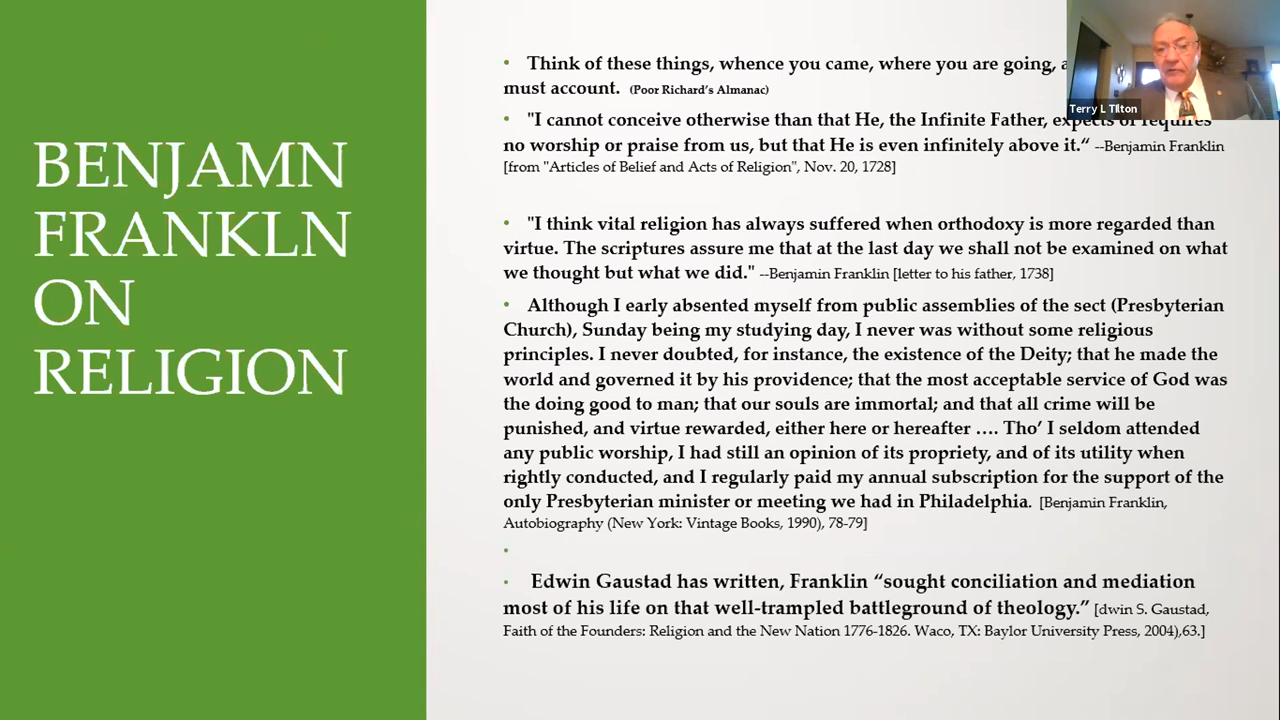 BENJAMN
FRANKLN
ON
RELIGION
• Think of these things, whence you came, where you are going,
must account. (Poor Richard's Almanac)
Terry L Tilton
• "I cannot conceive otherwise than that He, the Infinite Father, expects or requires
no worship or praise from us, but that He is even infinitely above it.“ --Benjamin Franklin
[from "Articles of Belief and Acts of Religion", Nov. 20, 1728]
• "I think vital religion has always suffered when orthodoxy is more regarded than
virtue. The scriptures assure me that at the last day we shall not be examined on what
we thought but what we did." --Benjamin Franklin [letter to his father, 1738]
• Although I early absented myself from public assemblies of the sect (Presbyterian
Church), Sunday being my studying day, I never was without some religious
principles. I never doubted, for instance, the existence of the Deity; that he made the
world and governed it by his providence; that the most acceptable service of God was
the doing good to man; that our souls are immortal; and that all crime will be
punished, and virtue rewarded, either here or hereafter …. Tho’ I seldom attended
any public worship, I had still an opinion of its propriety, and of its utility when
rightly conducted, and I regularly paid my annual subscription for the support of the
only Presbyterian minister or meeting we had in Philadelphia. [Benjamin Franklin,
Autobiography (New York: Vintage Books, 1990), 78-79]
•
• Edwin Gaustad has written, Franklin “sought conciliation and mediation
most of his life on that well-trampled battleground of theology.” [dwin S. Gaustad,
Faith of the Founders: Religion and the New Nation 1776-1826. Waco, TX: Baylor University Press, 2004),63.]